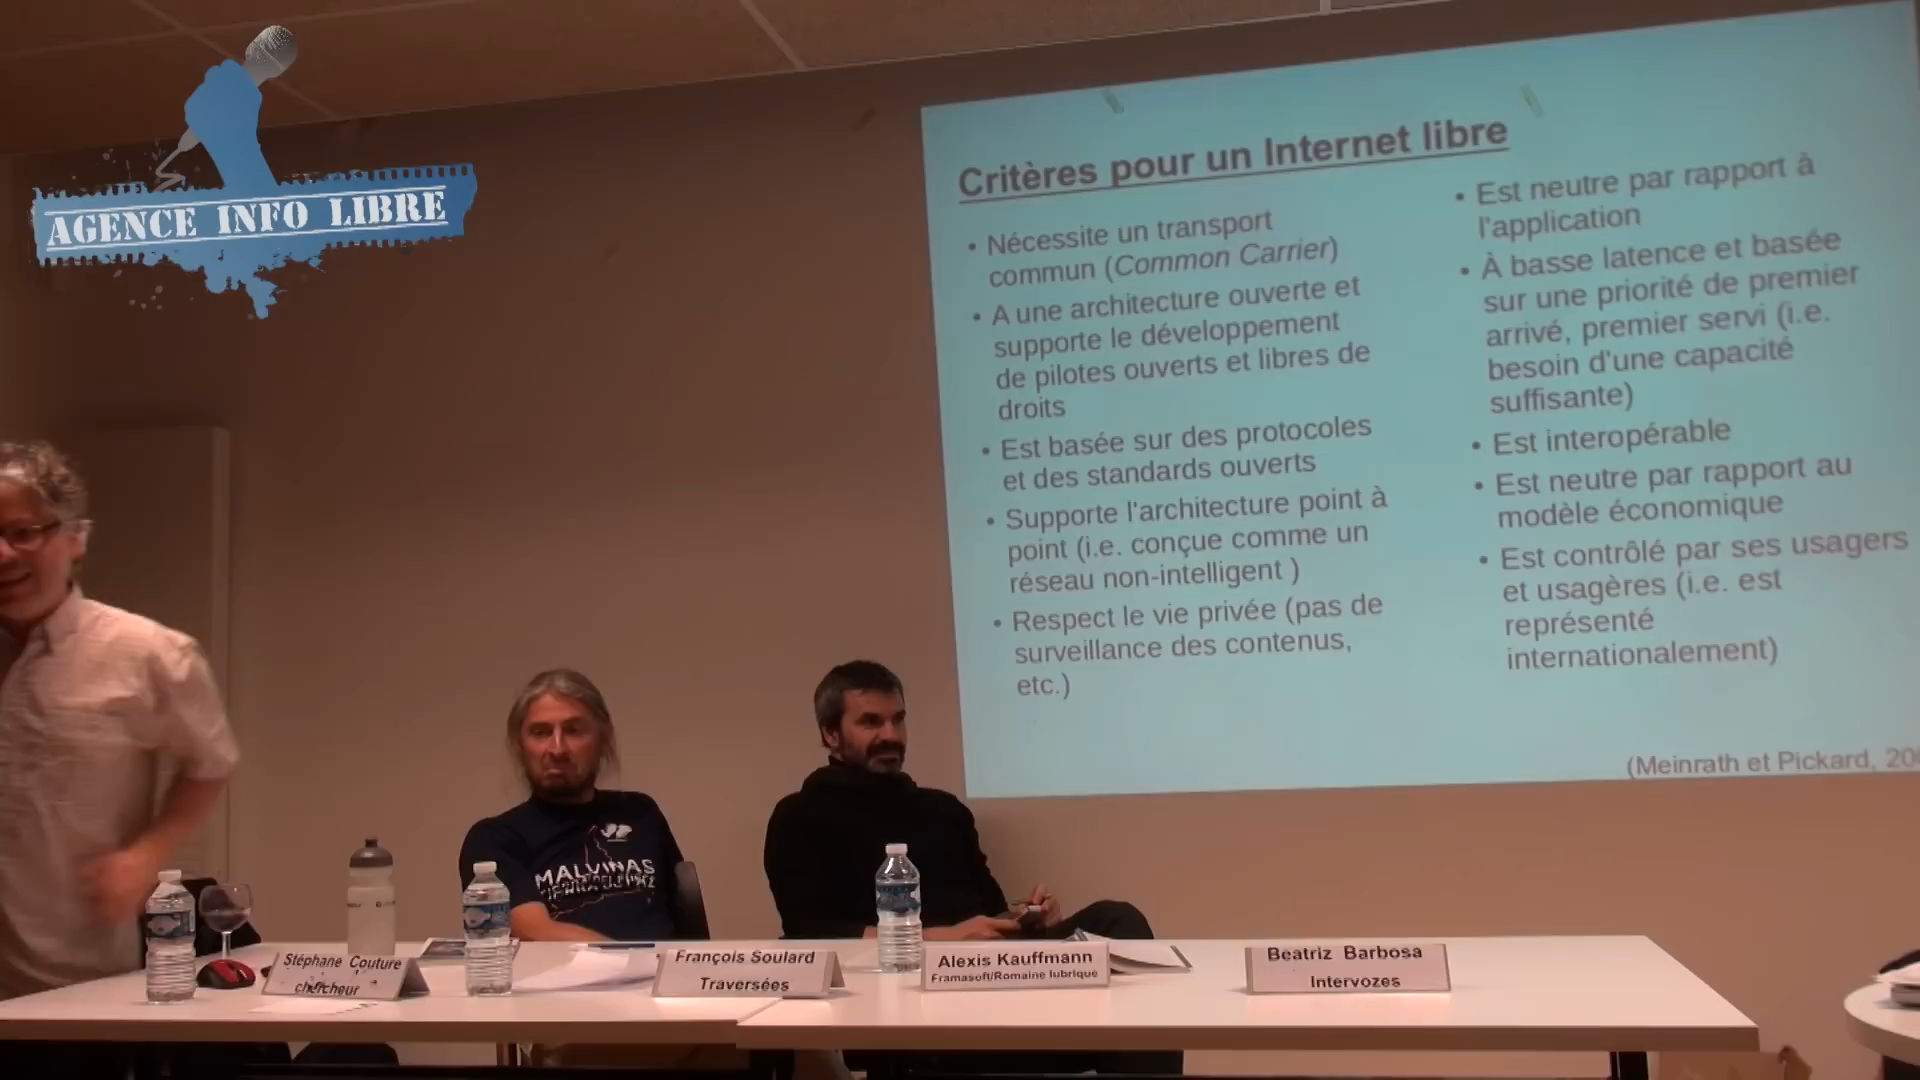 AGENCE INFO LIBRE
Critères pour un Internet libre
• Nécessite un transport
commun (Common Carrier)
• A une architecture ouverte et
supporte le développement
de pilotes ouverts et libres de
droits
• Est basée sur des protocoles
et des standards ouverts
• Supporte l'architecture point à
point (i.e. conçue comme un
réseau non-intelligent )
• Respect le vie privée (pas de
surveillance des contenus,
etc.)
• Est neutre par rapport à
l'application
• À basse latence et basée
sur une priorité de premier
arrivé, premier servi (i.e.
besoin d'une capacité
suffisante)
• Est interopérable
• Est neutre par rapport au
modèle économique
• Est contrôlé par ses usagers
et usagères (i.e. est
représenté
internationalement)
(Meinrath et Pickard,
MALVINAS
Stéphane Couture
chercheur
François Soulard
Traversées
Alexis Kauffmann
Framasoft/Romaine lubrique
Beatriz Barbosa
Intervozes